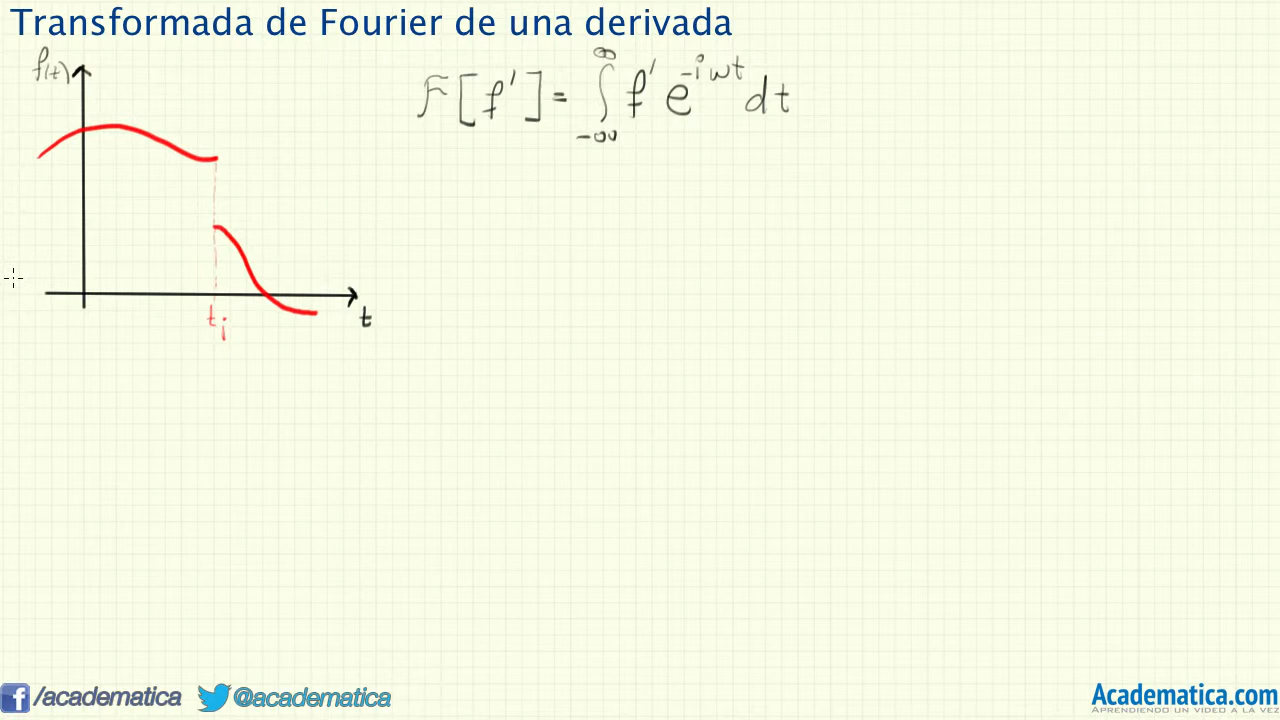 Transformada de Fourier de una derivada
f(t)
F[f'] = ∫_{-∞}^{∞} f' e^{-iωt} dt
t_i
t
/academatica @academatica
Academatica.com
APRENDIENDO UN VIDEO A LA VEZ